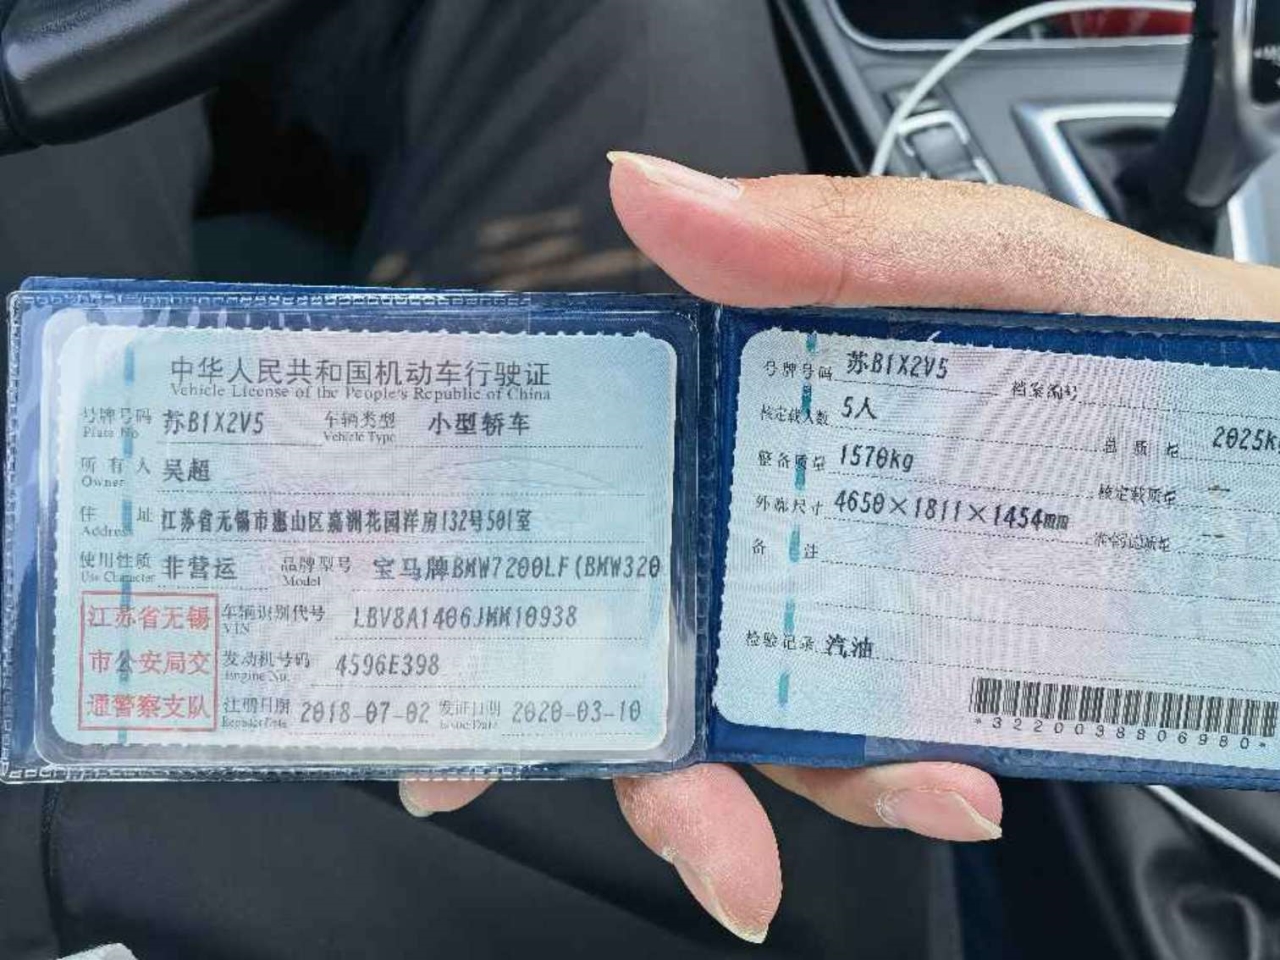 中华人民共和国机动车行驶证
Vehicle License of the People's Republic of China
号牌号码 苏B1X2V5 车辆类型 小型轿车
Plate No Vehicle Type
所有人 吴超
Owner
住址 江苏省无锡市惠山区嘉洲花园洋房132号501室
Address
使用性质 非营运 品牌型号 宝马牌BMW7200LF(BMW320
Use Character Model
江苏省无锡 车辆识别代号 LBV8A1406JMM10938
VIN
市公安局交 发动机号码 4596E398
Engine No.
通警察支队 注册日期 2018-07-02 发证日期 2020-03-10
Register Date Issue Date
号牌号码 苏B1X2V5 档案编号
核定载人数 5人 总质量 2025kg
整备质量 1570kg 核定载质量 --
外廓尺寸 4650×1811×1454mm 准牵引总质量 --
备注
检验记录 汽油
*3220038806980*